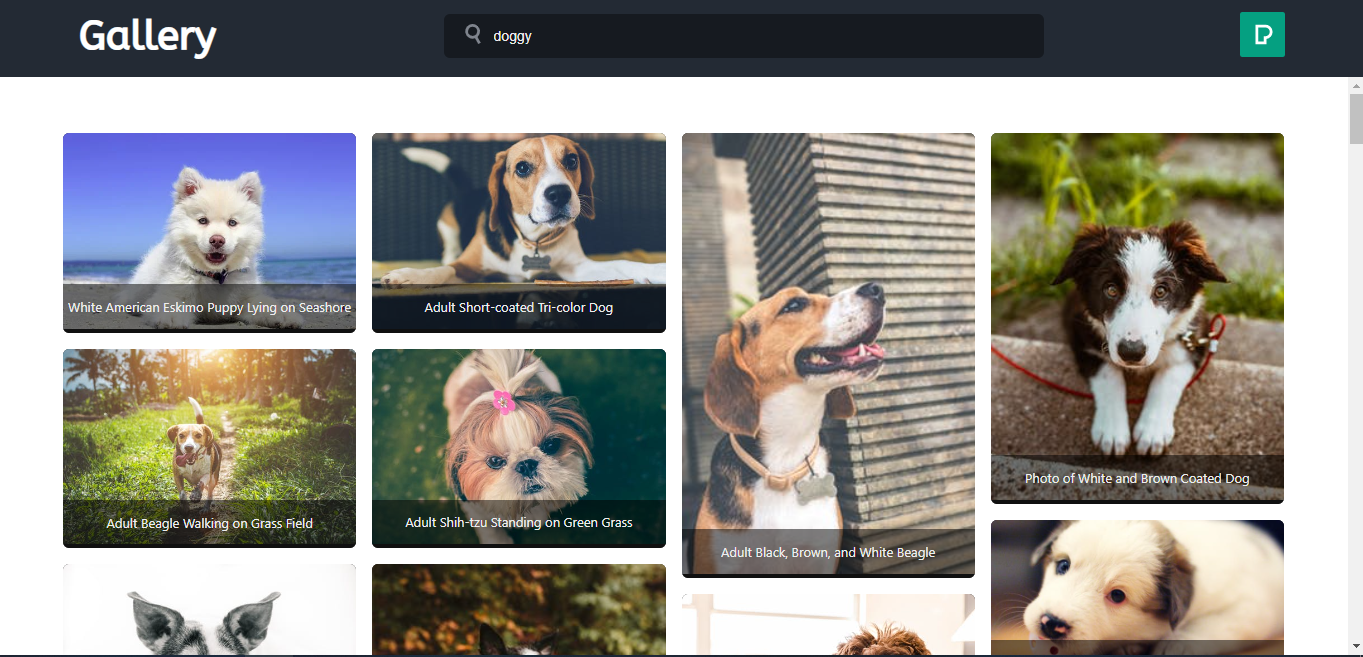 Gallery
doggy
White American Eskimo Puppy Lying on Seashore
Adult Short-coated Tri-color Dog
Adult Beagle Walking on Grass Field
Adult Shih-tzu Standing on Green Grass
Adult Black, Brown, and White Beagle
Photo of White and Brown Coated Dog